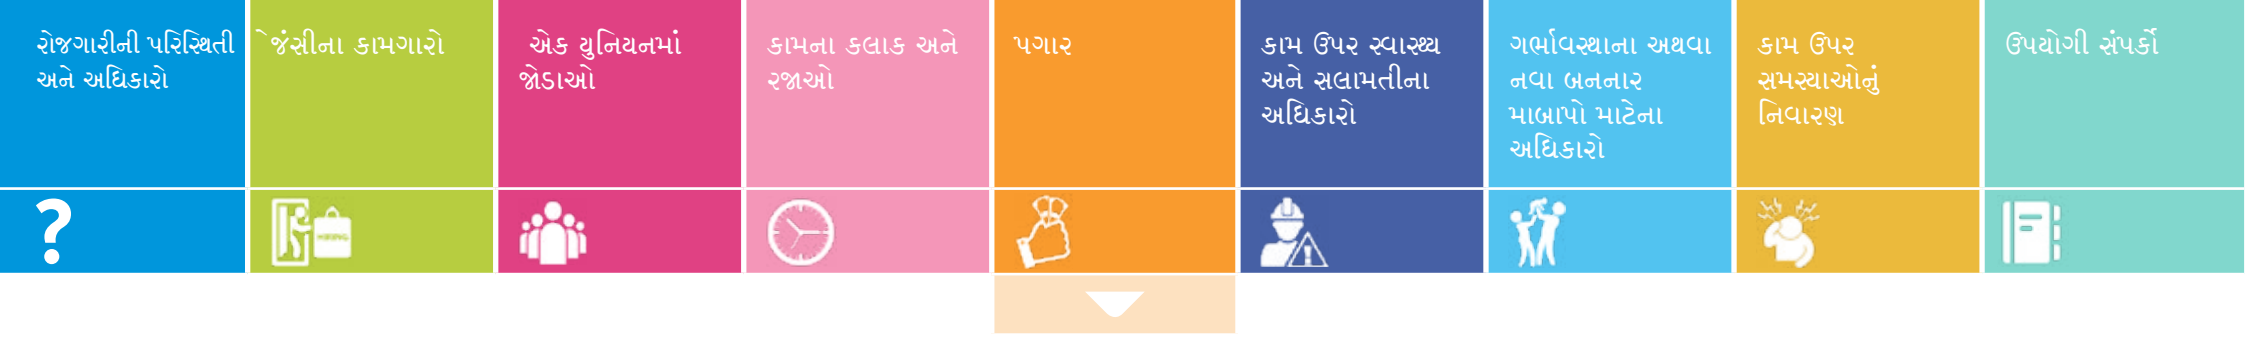 રોજગારીની પરિસ્થિતી
અને અધિકારો
ેજંસીના કામગારો
એક યુનિયનમાં
જોડાઓ
કામના કલાક અને
રજાઓ
પગાર
કામ ઉપર સ્વાસ્થ્ય
અને સલામતીના
અધિકારો
ગર્ભાવસ્થાના અથવા
નવા બનનાર
માબાપો માટેના
અધિકારો
કામ ઉપર
સમસ્યાઓનું
નિવારણ
ઉપયોગી સંપર્કો
?